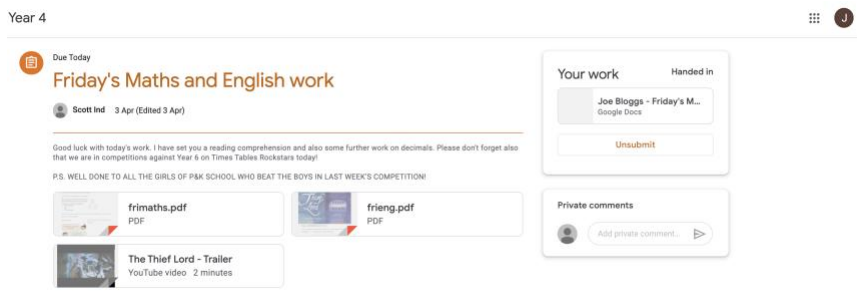 Year 4
J
Due Today
Friday's Maths and English work
Scott Ind 3 Apr (Edited 3 Apr)
Good luck with today's work. I have set you a reading comprehension and also some further work on decimals. Please don't forget also
that we are in competitions against Year 6 on Times Tables Rockstars today!
P.S. WELL DONE TO ALL THE GIRLS OF P&K SCHOOL WHO BEAT THE BOYS IN LAST WEEK'S COMPETITION!
frimaths.pdf
PDF
frieng.pdf
PDF
The Thief Lord - Trailer
YouTube video 2 minutes
Your work Handed in
Joe Bloggs - Friday's M...
Google Docs
Unsubmit
Private comments
Add private comment...